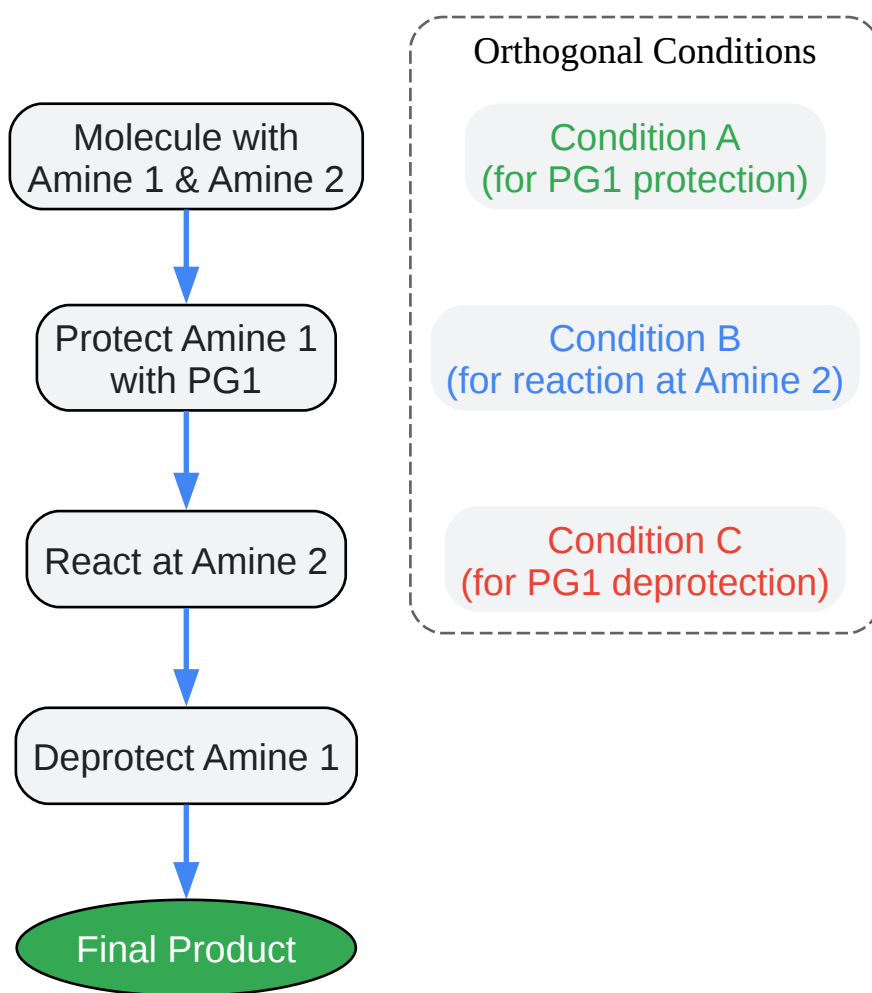 Molecule with
Amine 1 & Amine 2
Protect Amine 1
with PG1
React at Amine 2
Deprotect Amine 1
Final Product
Orthogonal Conditions
Condition A
(for PG1 protection)
Condition B
(for reaction at Amine 2)
Condition C
(for PG1 deprotection)